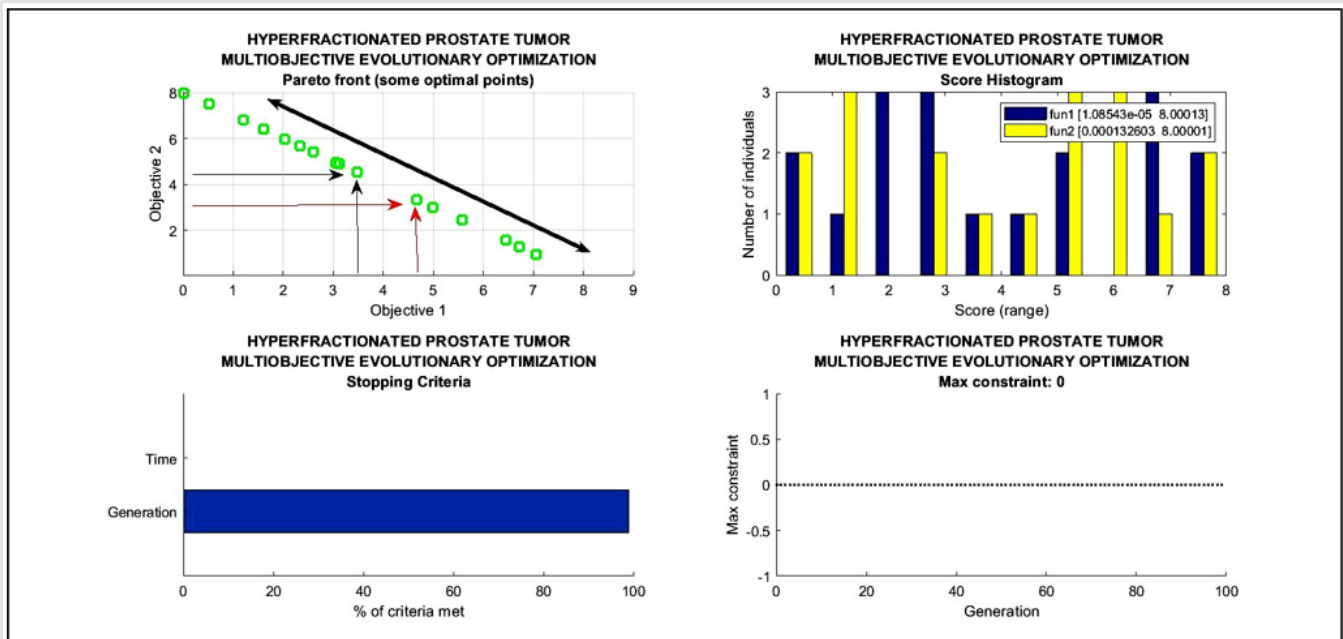 HYPERFRACTIONATED PROSTATE TUMOR
MULTIOBJECTIVE EVOLUTIONARY OPTIMIZATION
Pareto front (some optimal points)
8
6
4
2
Objective 2
0 1 2 3 4 5 6 7 8 9
Objective 1
HYPERFRACTIONATED PROSTATE TUMOR
MULTIOBJECTIVE EVOLUTIONARY OPTIMIZATION
Score Histogram
fun1 [1.08543e-05 8.00013]
fun2 [0.000132603 8.00001]
3
2
1
0
Number of individuals
0 1 2 3 4 5 6 7 8
Score (range)
HYPERFRACTIONATED PROSTATE TUMOR
MULTIOBJECTIVE EVOLUTIONARY OPTIMIZATION
Stopping Criteria
Time
Generation
0 20 40 60 80 100
% of criteria met
HYPERFRACTIONATED PROSTATE TUMOR
MULTIOBJECTIVE EVOLUTIONARY OPTIMIZATION
Max constraint: 0
1
0.5
0
-0.5
-1
Max constraint
0 20 40 60 80 100
Generation